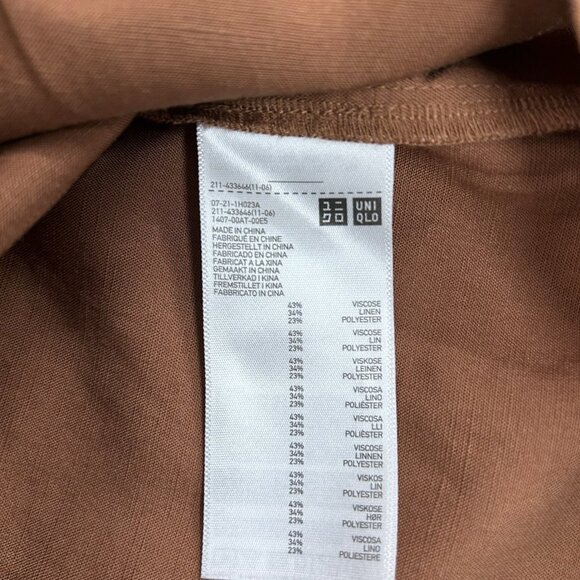 211-433646(11-06)
07-21-1H023A
211-433646(11-06)
1407-00AT-00E5
ユニ
クロ
UNI
QLO
MADE IN CHINA
FABRIQUÉ EN CHINE
HERGESTELLT IN CHINA
FABRICADO EN CHINA
FABRICAT A LA XINA
GEMAAKT IN CHINA
TILLVERKAD I KINA
FREMSTILLET I KINA
FABBRICATO IN CINA
43% VISCOSE
34% LINEN
23% POLYESTER
43% VISCOSE
34% LIN
23% POLYESTER
43% VISKOSE
34% LEINEN
23% POLYESTER
43% VISCOSA
34% LINO
23% POLIÉSTER
43% VISCOSA
34% LLI
23% POLIÈSTER
43% VISCOSE
34% LINNEN
23% POLYESTER
43% VISKOS
34% LIN
23% POLYESTER
43% VISKOSE
34% HØR
23% POLYESTER
43% VISCOSA
34% LINO
23% POLIESTERE